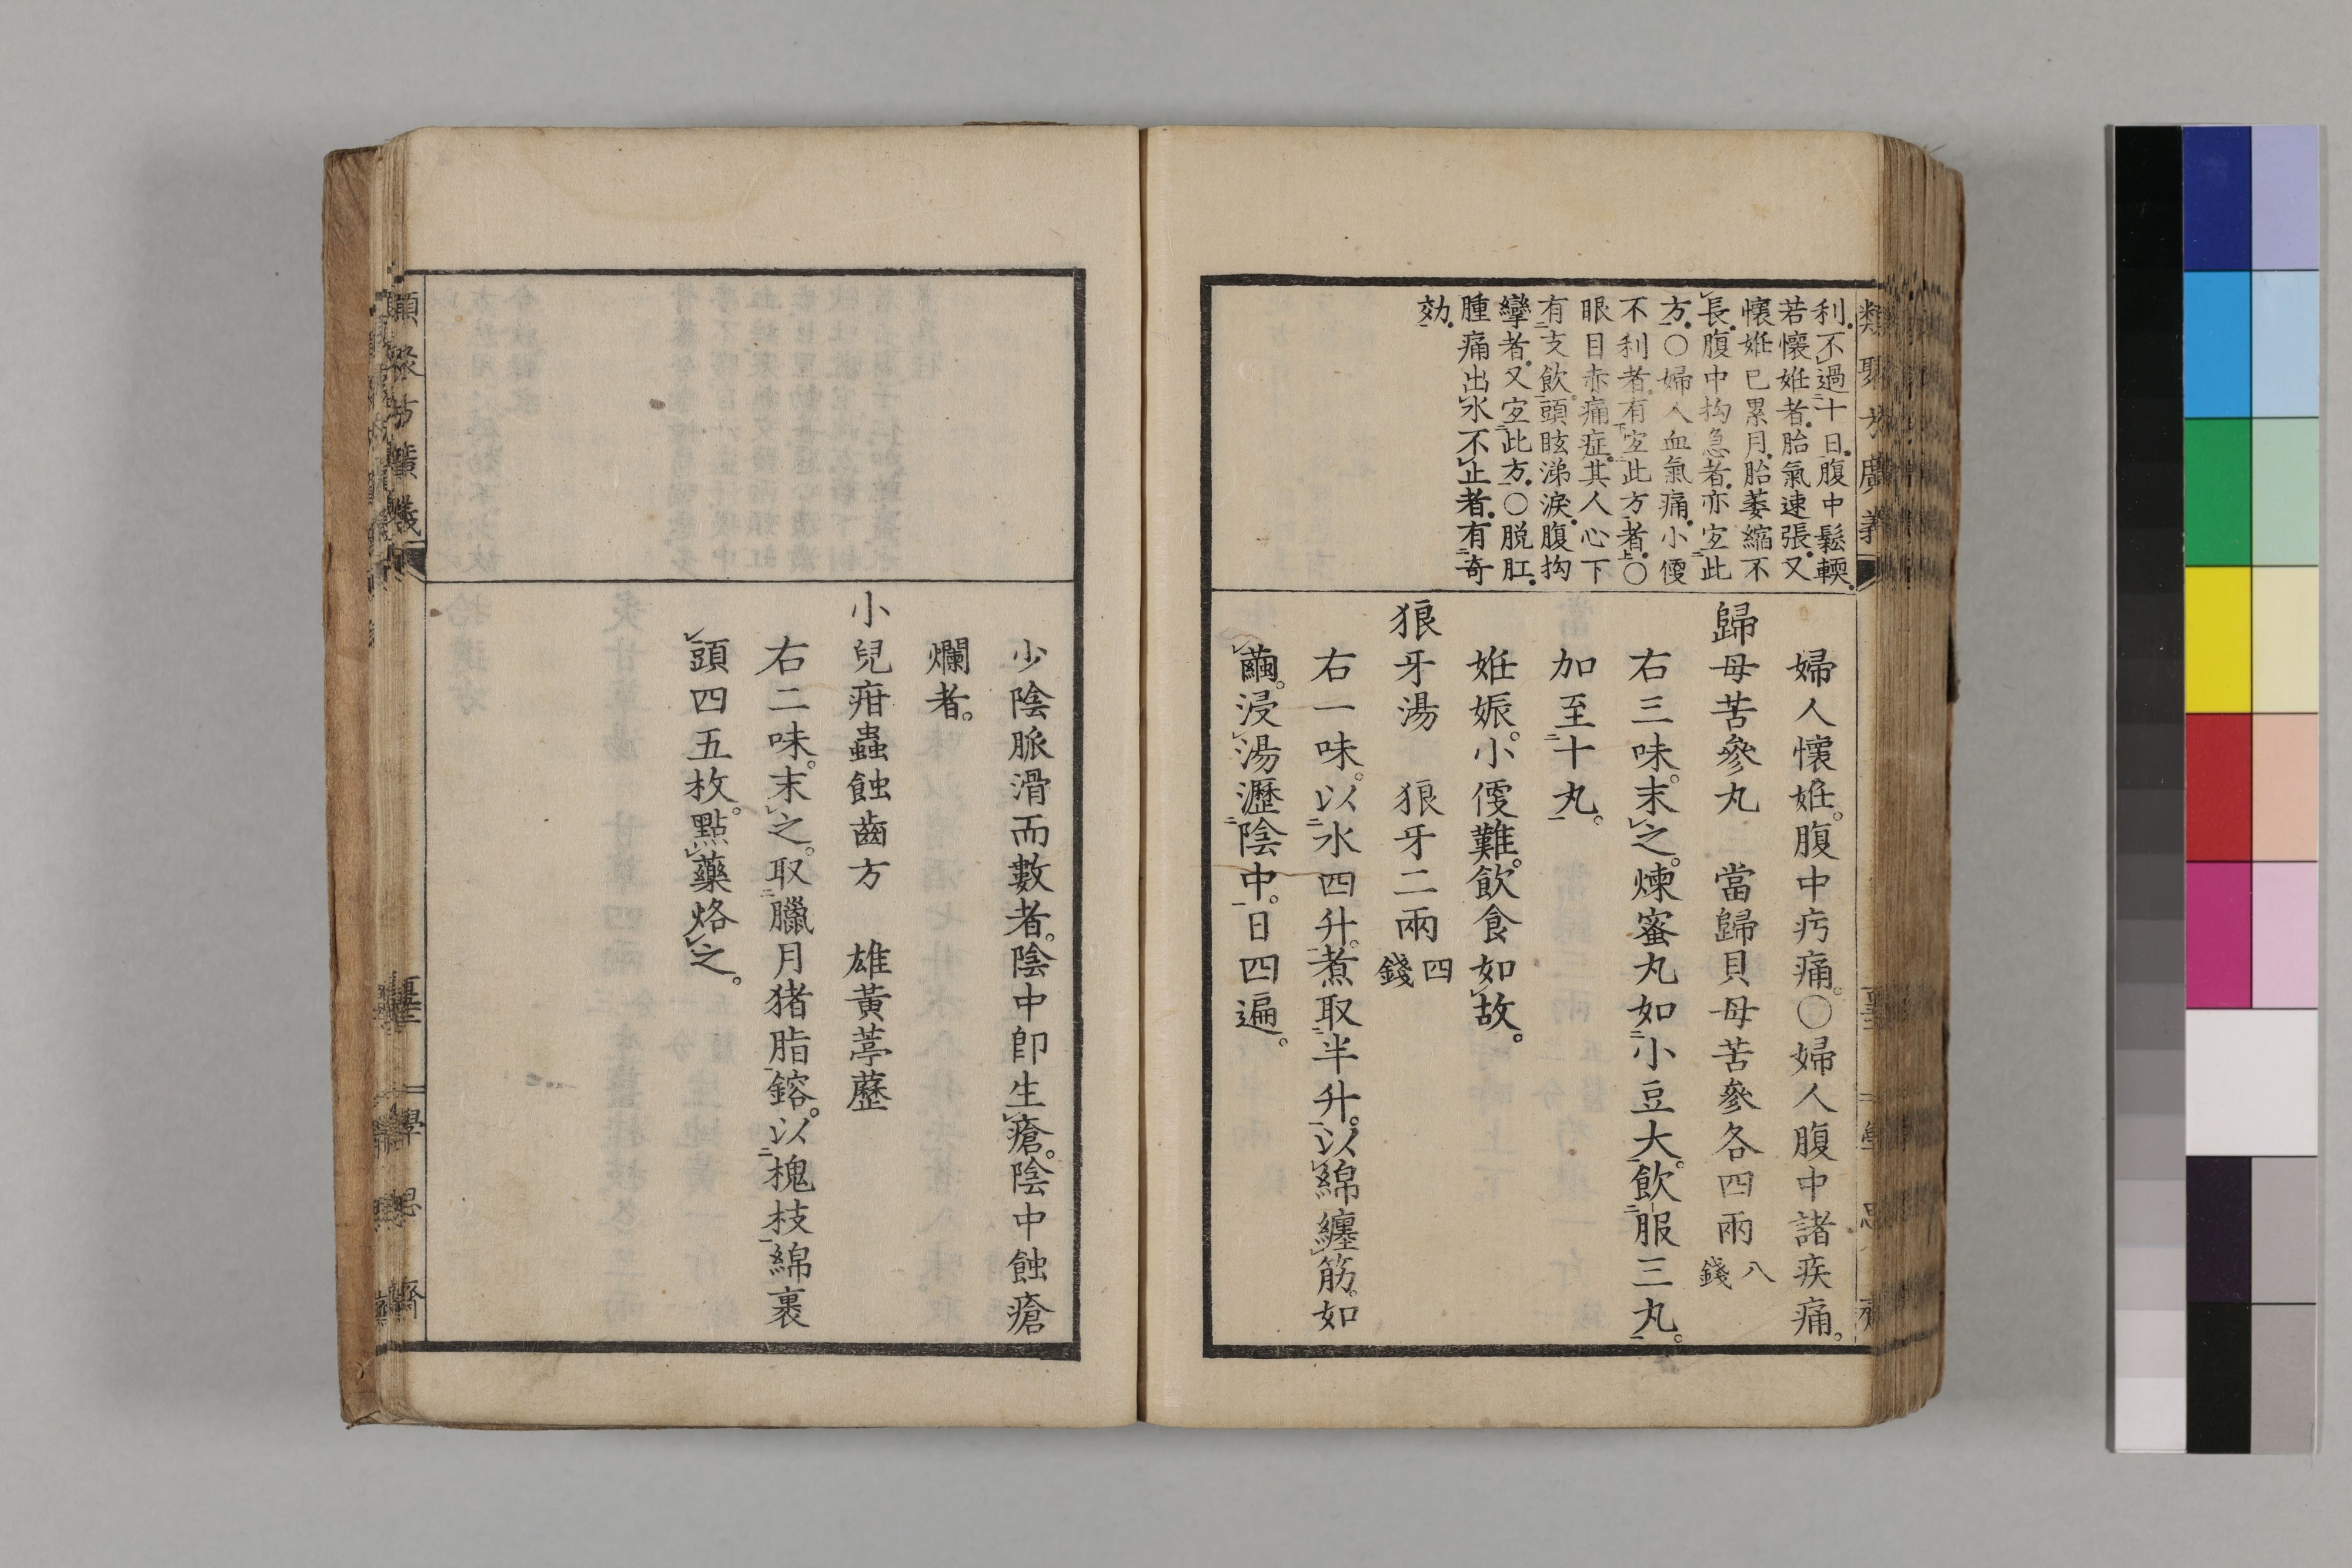 類聚方廣義
利不過十日腹中鬆輭
若懷姙者胎氣速張又
懷姙已累月胎萎縮不
長腹中拘急者亦宐此
方○婦人血氣痛小便
不利者有宐此方者○
眼目赤痛症其人心下
有支飲頭眩涕淚腹拘
攣者又宐此方○脫肛
腫痛出水不止者有奇
効
婦人懷姙。腹中㽲痛。○婦人腹中諸疾痛。
歸母苦參丸　當歸貝母苦參各四兩八錢
右三味。末之。煉蜜丸如小豆大。飲服三丸。
加至十丸。
姙娠。小便難。飲食如故。
狼牙湯　狼牙二兩四錢
右一味。以水四升。煮取半升。以綿纏筋。如
繭。浸湯瀝陰中。日四遍。
少陰脈滑而數者。陰中卽生瘡。陰中蝕瘡
爛者。
小兒疳蟲蝕齒方　雄黃葶藶
右二味。末之。取臘月猪脂鎔。以槐枝綿裹
頭四五枚。點藥烙之。